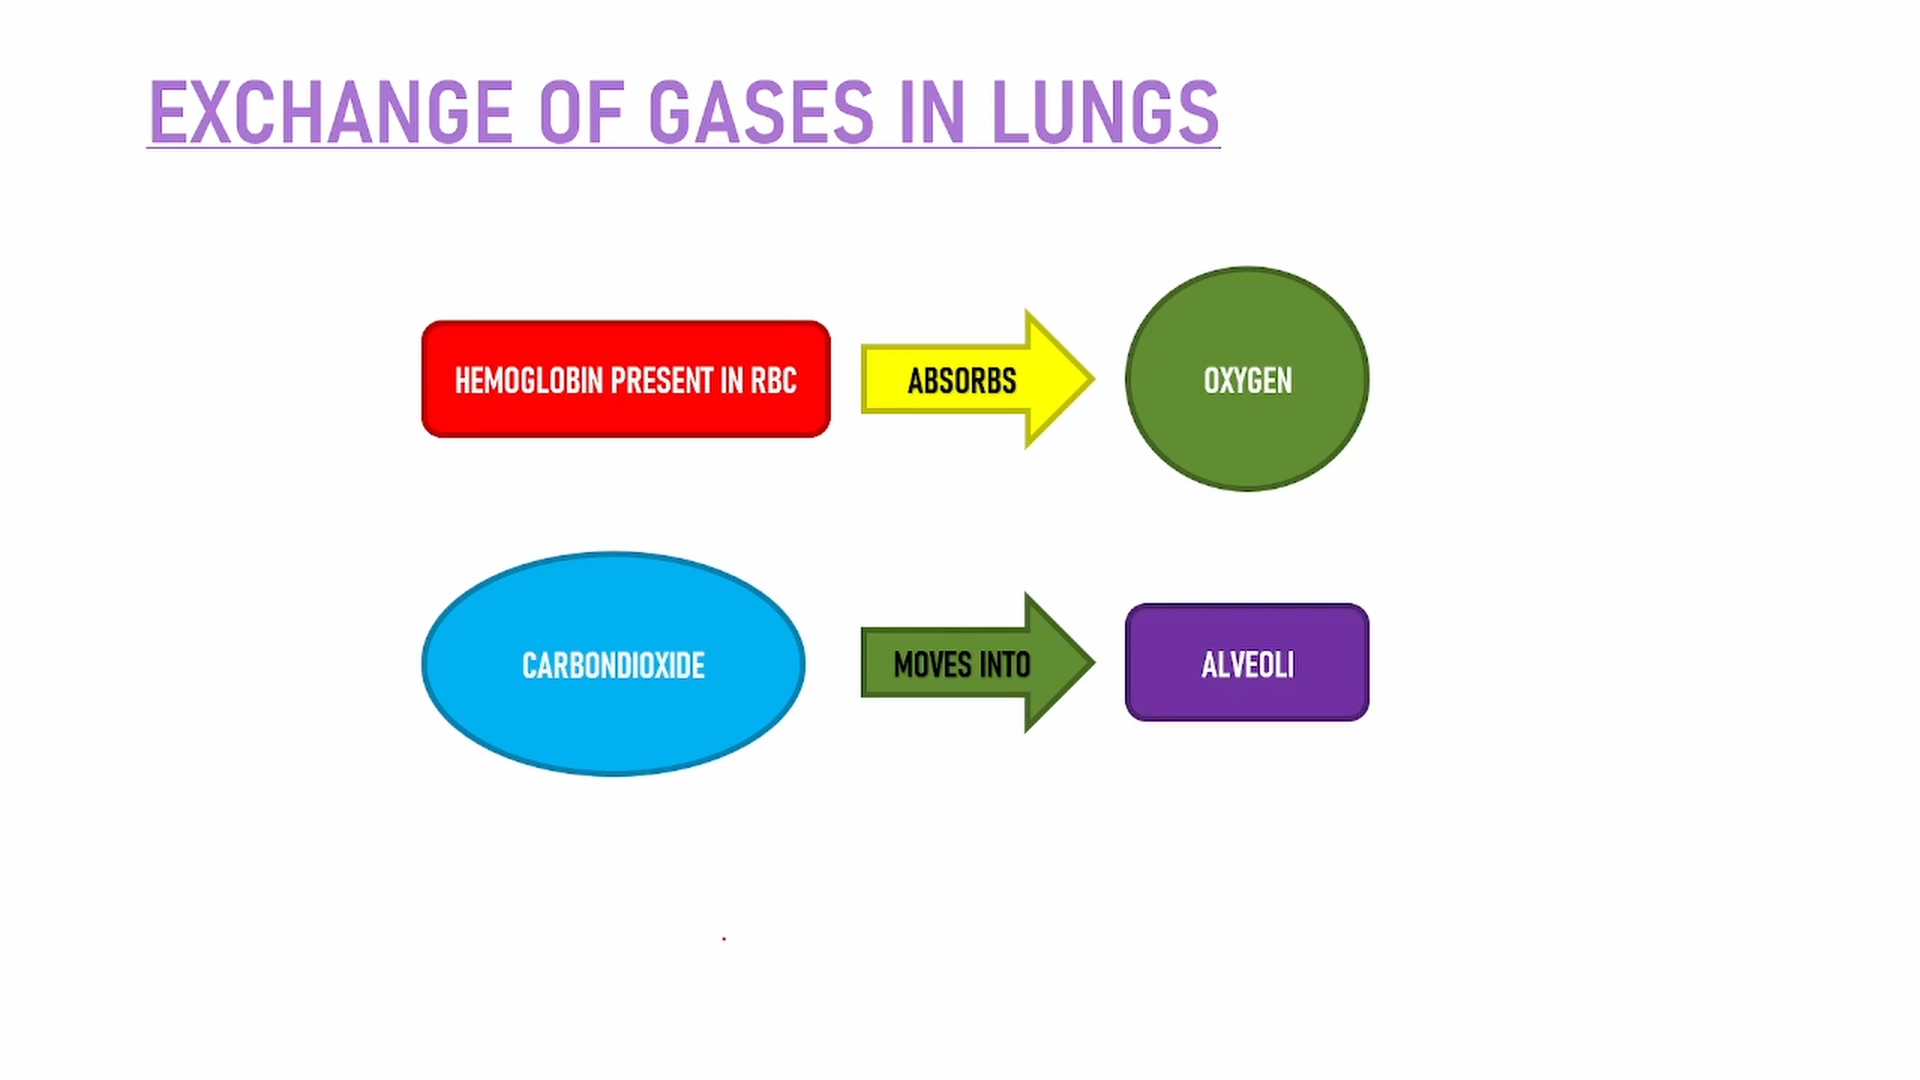 EXCHANGE OF GASES IN LUNGS
HEMOGLOBIN PRESENT IN RBC
ABSORBS
OXYGEN
CARBONDIOXIDE
MOVES INTO
ALVEOLI